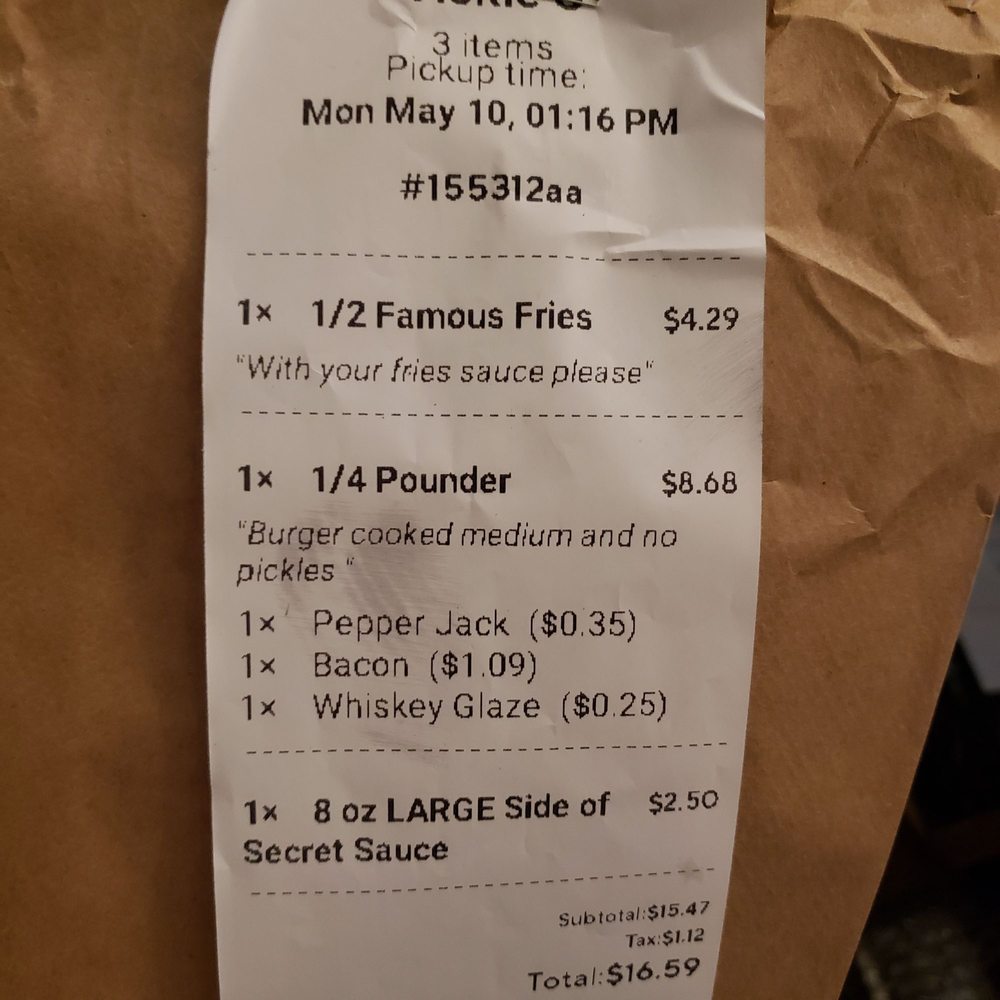 3 items
Pickup time:
Mon May 10, 01:16 PM
#155312aa
1× 1/2 Famous Fries $4.29
"With your fries sauce please"
1× 1/4 Pounder $8.68
"Burger cooked medium and no
pickles "
1× Pepper Jack ($0.35)
1× Bacon ($1.09)
1× Whiskey Glaze ($0.25)
1× 8 oz LARGE Side of $2.50
Secret Sauce
Subtotal:$15.47
Tax:$1.12
Total:$16.59